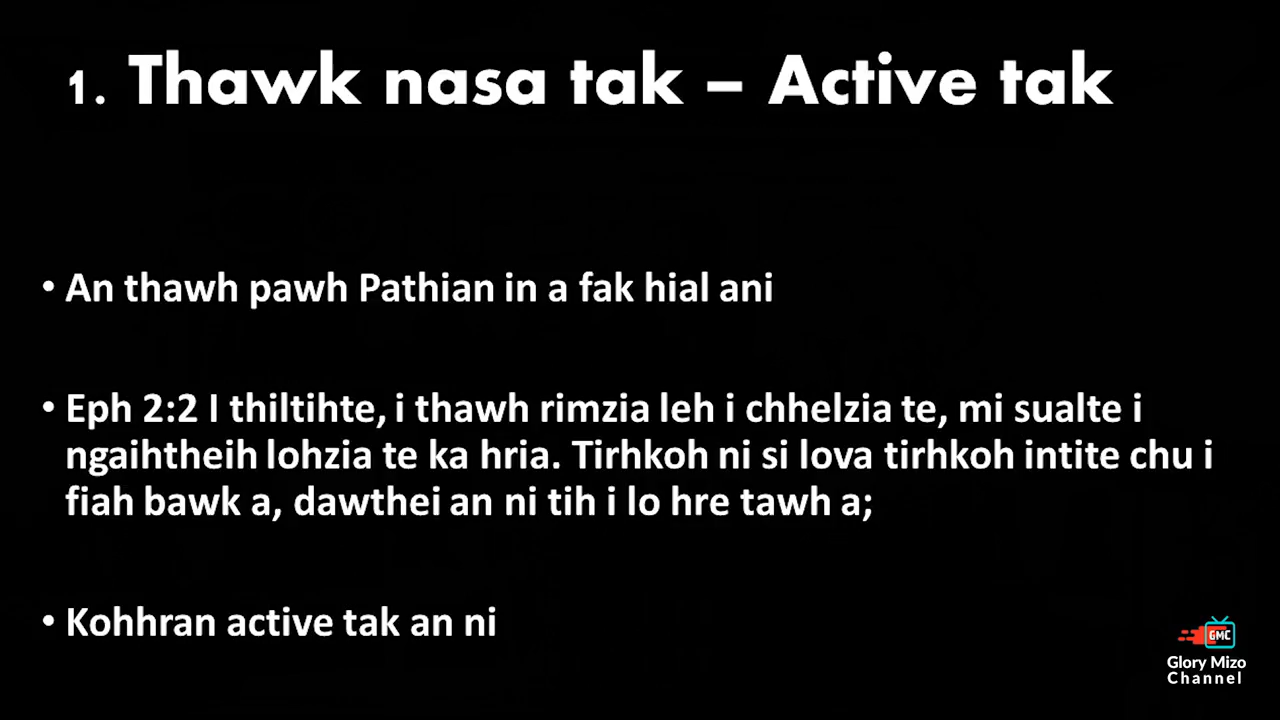 1. Thawk nasa tak – Active tak
• An thawh pawh Pathian in a fak hial ani
• Eph 2:2 I thiltihte, i thawh rimzia leh i chhelzia te, mi sualte i
ngaihtheih lohzia te ka hria. Tirhkoh ni si lova tirhkoh intite chu i
fiah bawk a, dawthei an ni tih i lo hre tawh a;
• Kohhran active tak an ni
GMC
Glory Mizo
Channel